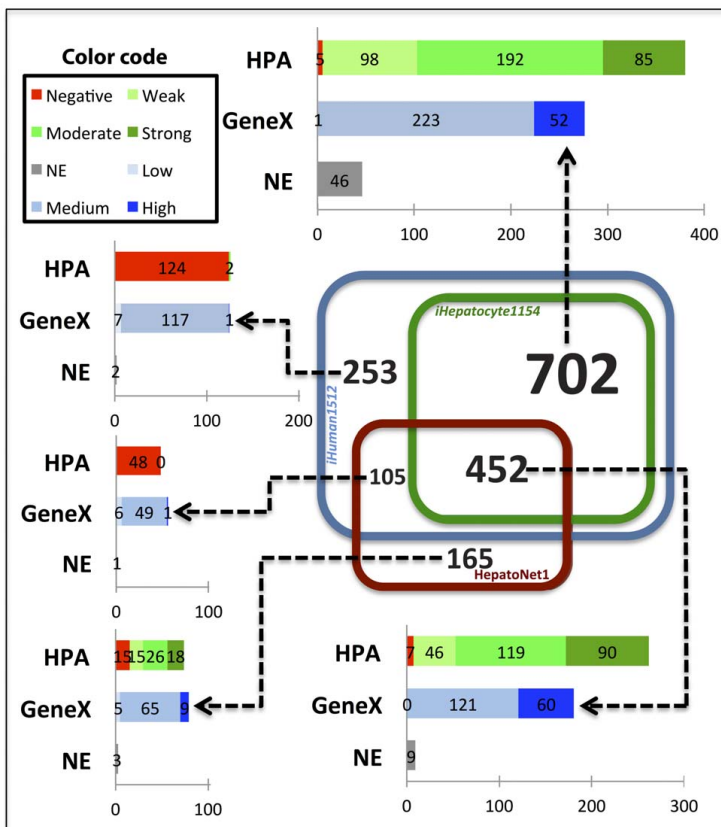 Color code
Negative Weak
Moderate Strong
NE Low
Medium High
HPA 5 98 192 85
GeneX 1 223 52
NE 46
0 100 200 300 400
HPA 124 2
GeneX 7 117 1
NE 2
0 100 200
iHuman1512
iHepatocyte1154
253
702
105
452
165
HepatoNet1
HPA 48 0
GeneX 6 49 1
NE 1
0 100
HPA 15 15 26 18
GeneX 5 65 9
NE 3
0 100
HPA 7 46 119 90
GeneX 0 121 60
NE 9
0 100 200 300